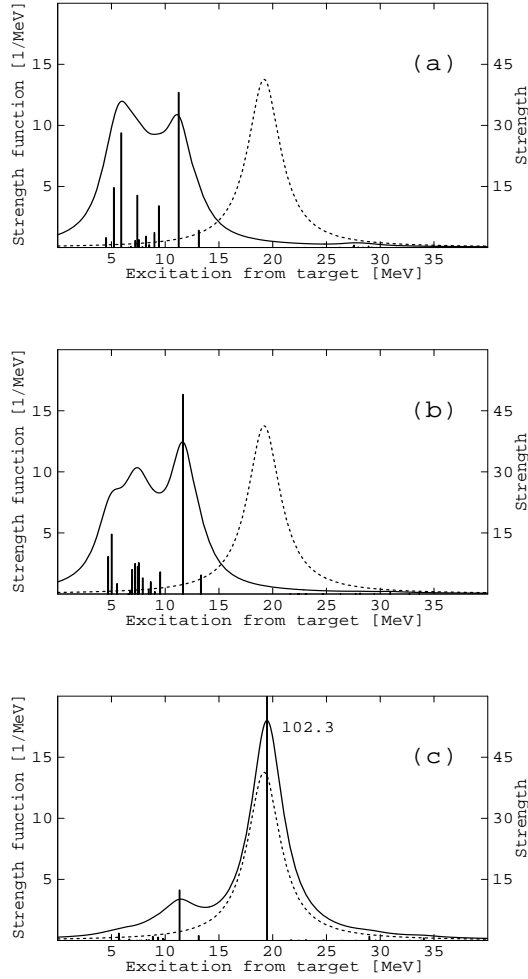 Strength function [1/MeV]
15
10
5
(a)
45
30
15
Strength
5 10 15 20 25 30 35
Excitation from target [MeV]
Strength function [1/MeV]
15
10
5
(b)
45
30
15
Strength
5 10 15 20 25 30 35
Excitation from target [MeV]
Strength function [1/MeV]
15
10
5
102.3
(c)
45
30
15
Strength
5 10 15 20 25 30 35
Excitation from target [MeV]